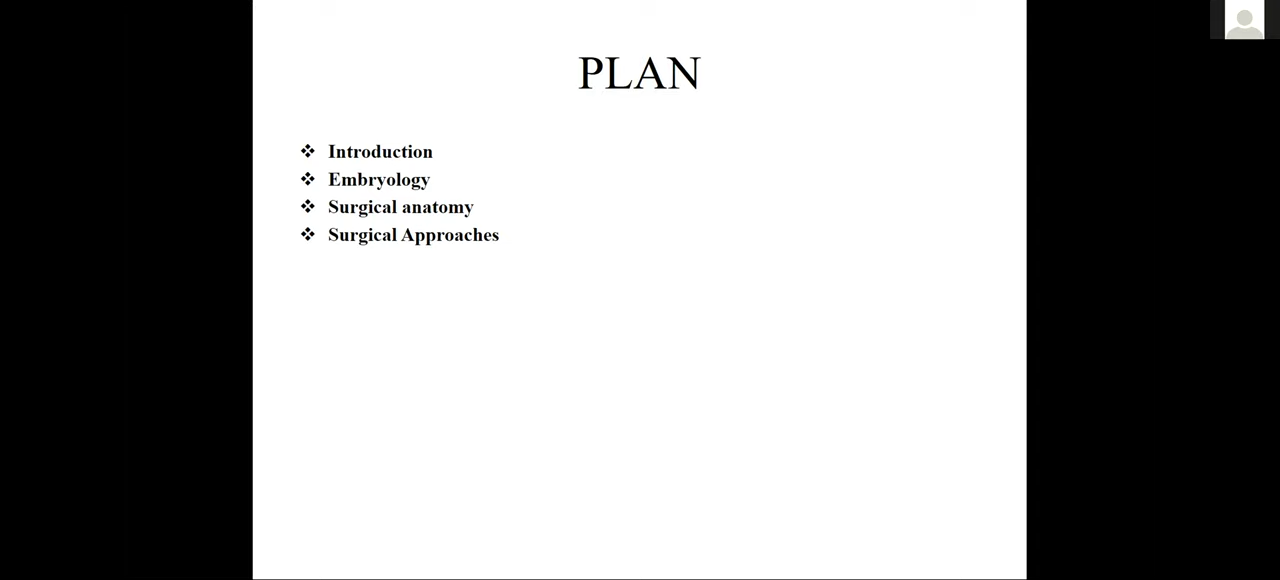 PLAN
❖ Introduction
❖ Embryology
❖ Surgical anatomy
❖ Surgical Approaches